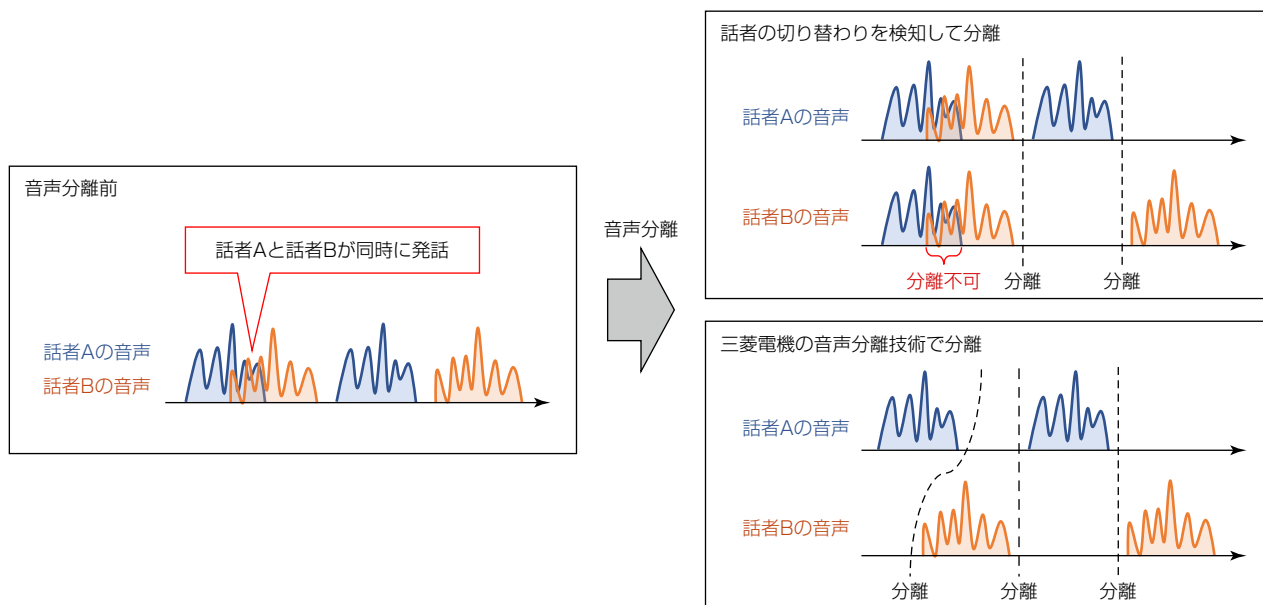 音声分離前
話者Aと話者Bが同時に発話
話者Aの音声
話者Bの音声
音声分離
話者の切り替わりを検知して分離
話者Aの音声
話者Bの音声
分離不可
分離
分離
三菱電機の音声分離技術で分離
話者Aの音声
話者Bの音声
分離
分離
分離